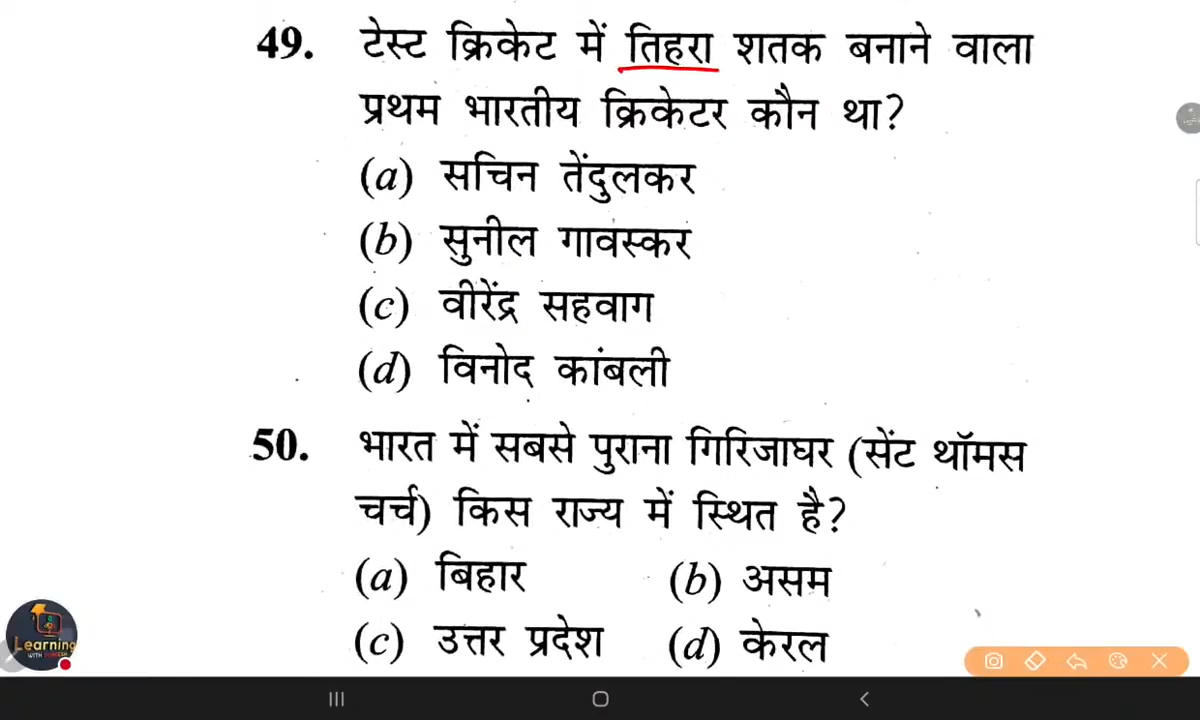 49. टेस्ट क्रिकेट में तिहरा शतक बनाने वाला
प्रथम भारतीय क्रिकेटर कौन था?
(a) सचिन तेंदुलकर
(b) सुनील गावस्कर
(c) वीरेंद्र सहवाग
(d) विनोद कांबली
50. भारत में सबसे पुराना गिरिजाघर (सेंट थॉमस
चर्च) किस राज्य में स्थित है?
(a) बिहार (b) असम
(c) उत्तर प्रदेश (d) केरल
Learning